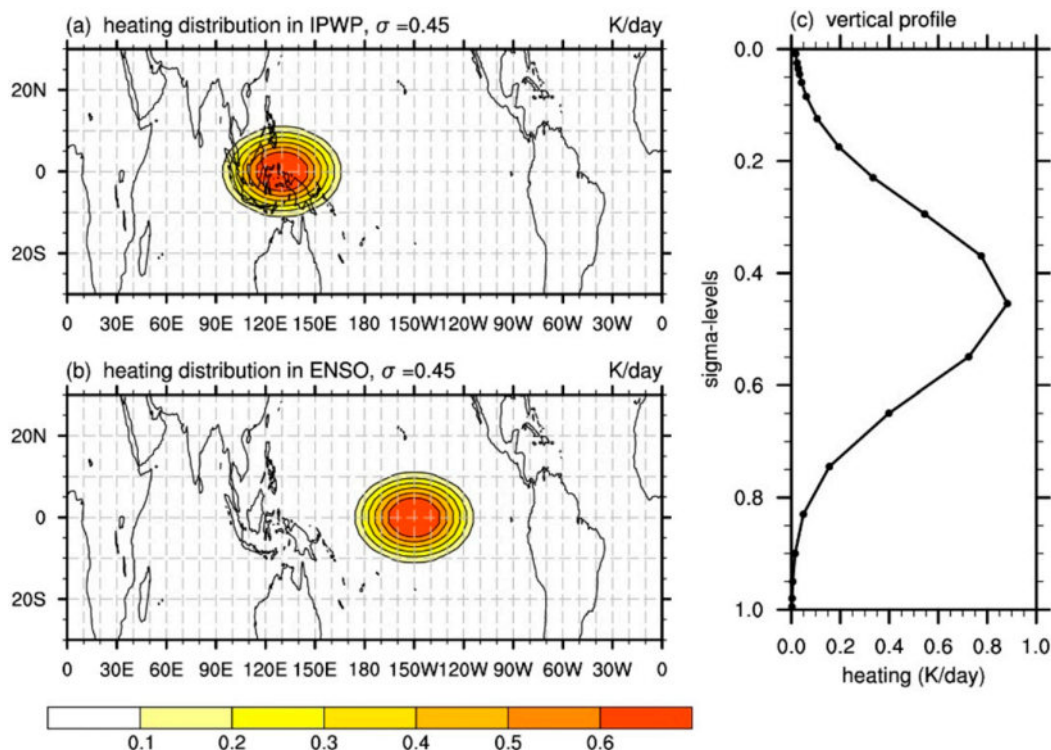 (a) heating distribution in IPWP, σ =0.45 K/day
20N
0
20S
0 30E 60E 90E 120E 150E 180 150W 120W 90W 60W 30W 0
(b) heating distribution in ENSO, σ =0.45 K/day
20N
0
20S
0 30E 60E 90E 120E 150E 180 150W 120W 90W 60W 30W 0
0.1 0.2 0.3 0.4 0.5 0.6
(c) vertical profile
0.0
0.2
0.4
0.6
0.8
1.0
sigma-levels
0.0 0.2 0.4 0.6 0.8 1.0
heating (K/day)